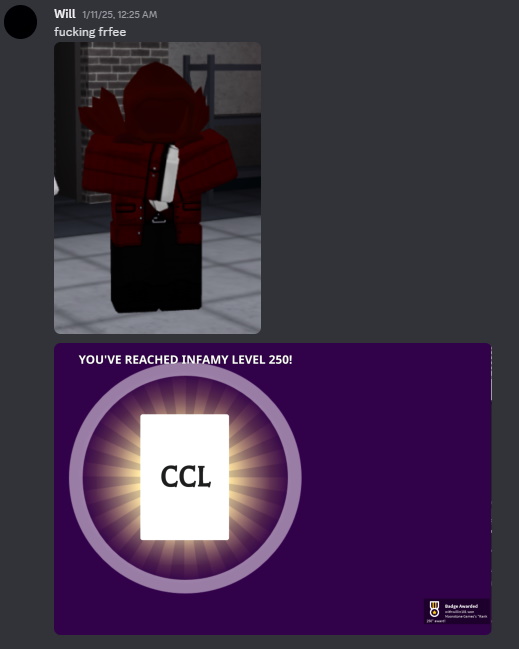 Will 1/11/25, 12:25 AM
fucking frfee
YOU'VE REACHED INFAMY LEVEL 250!
CCL
Badge Awarded